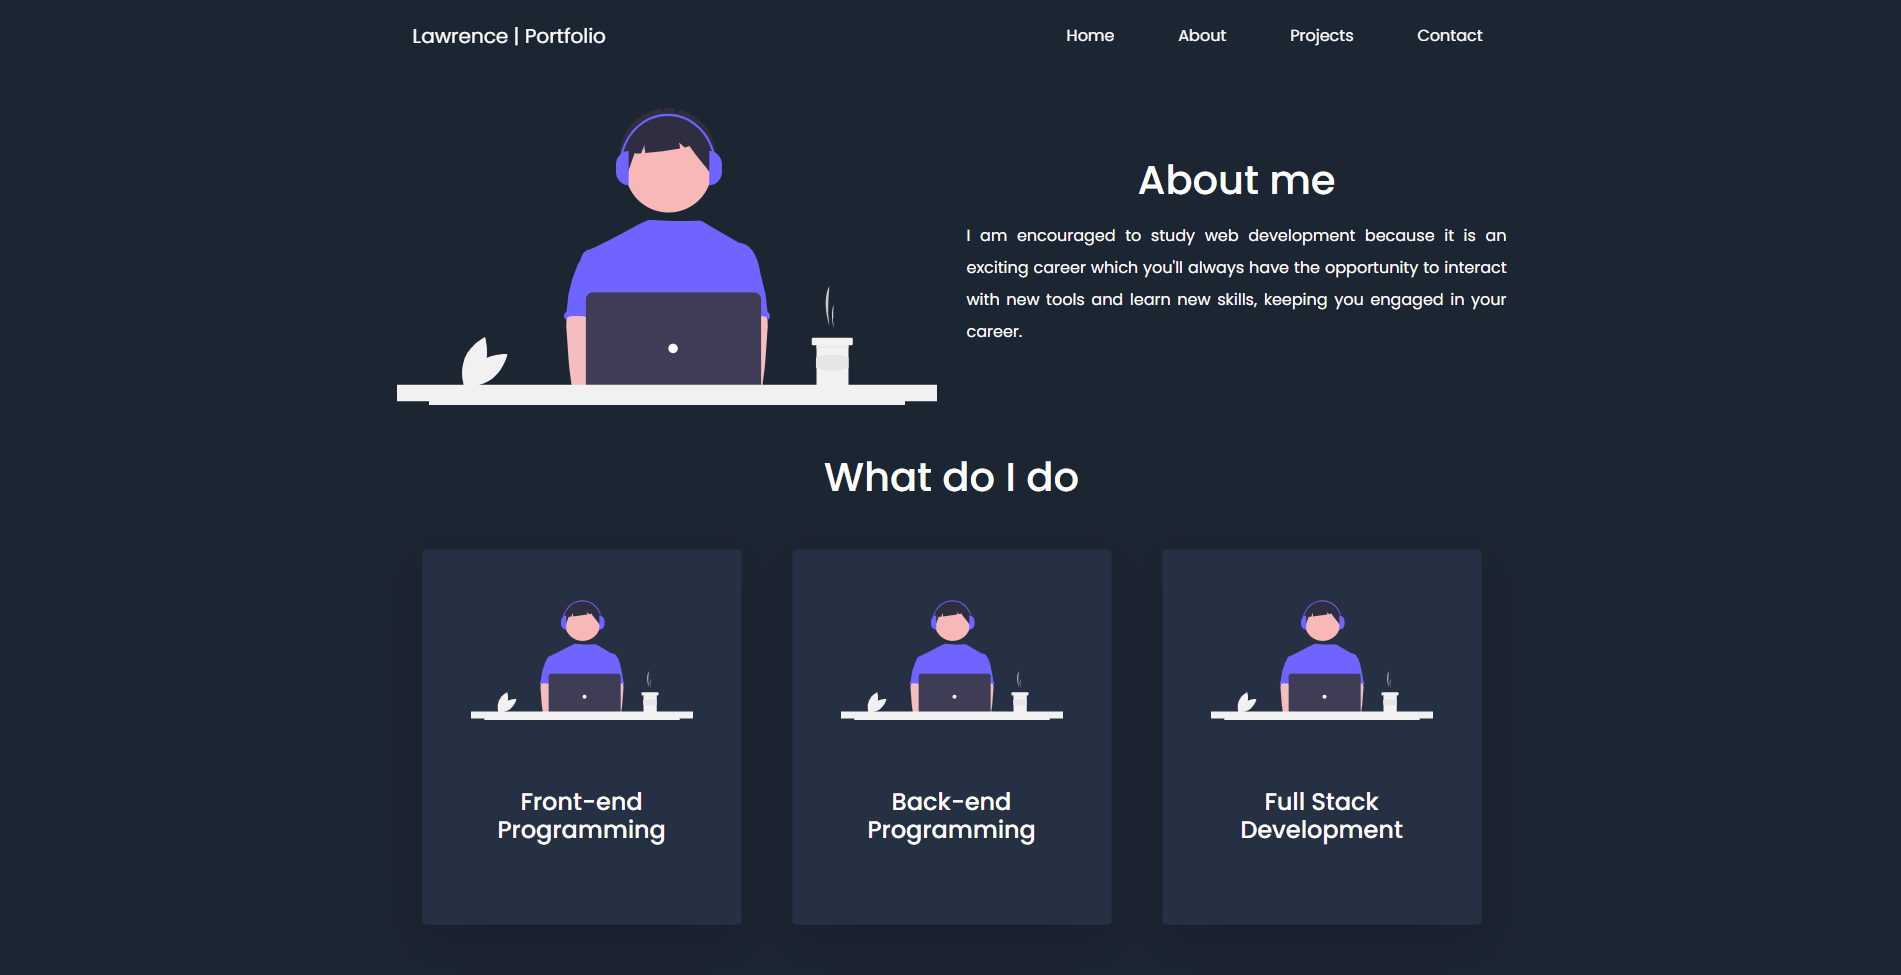 Lawrence | Portfolio
Home About Projects Contact
About me
I am encouraged to study web development because it is an
exciting career which you'll always have the opportunity to interact
with new tools and learn new skills, keeping you engaged in your
career.
What do I do
Front-end
Programming
Back-end
Programming
Full Stack
Development